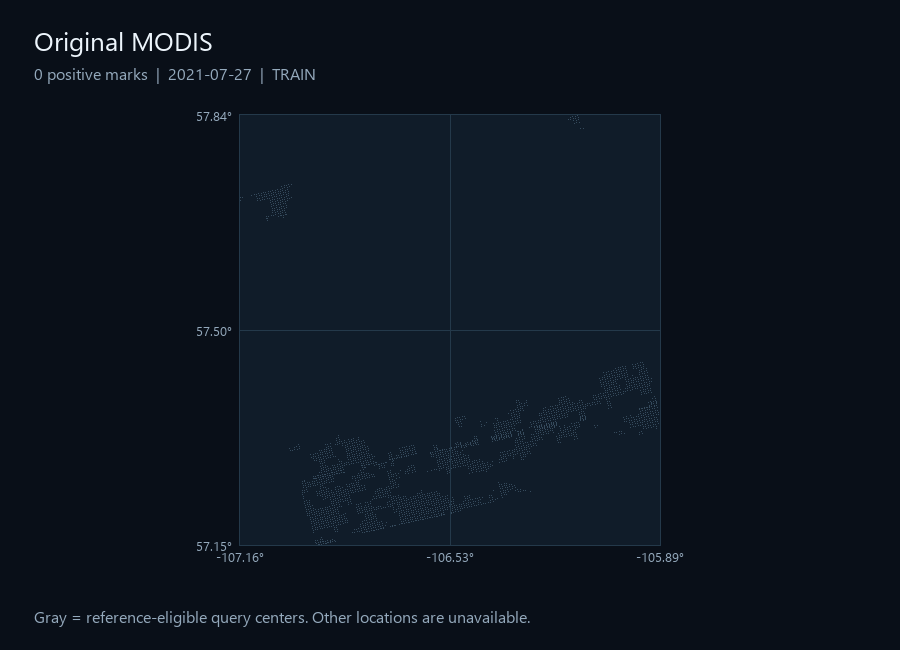 Original MODIS
0 positive marks | 2021-07-27 | TRAIN
57.84°
57.50°
57.15°
-107.16°
-106.53°
-105.89°
Gray = reference-eligible query centers. Other locations are unavailable.